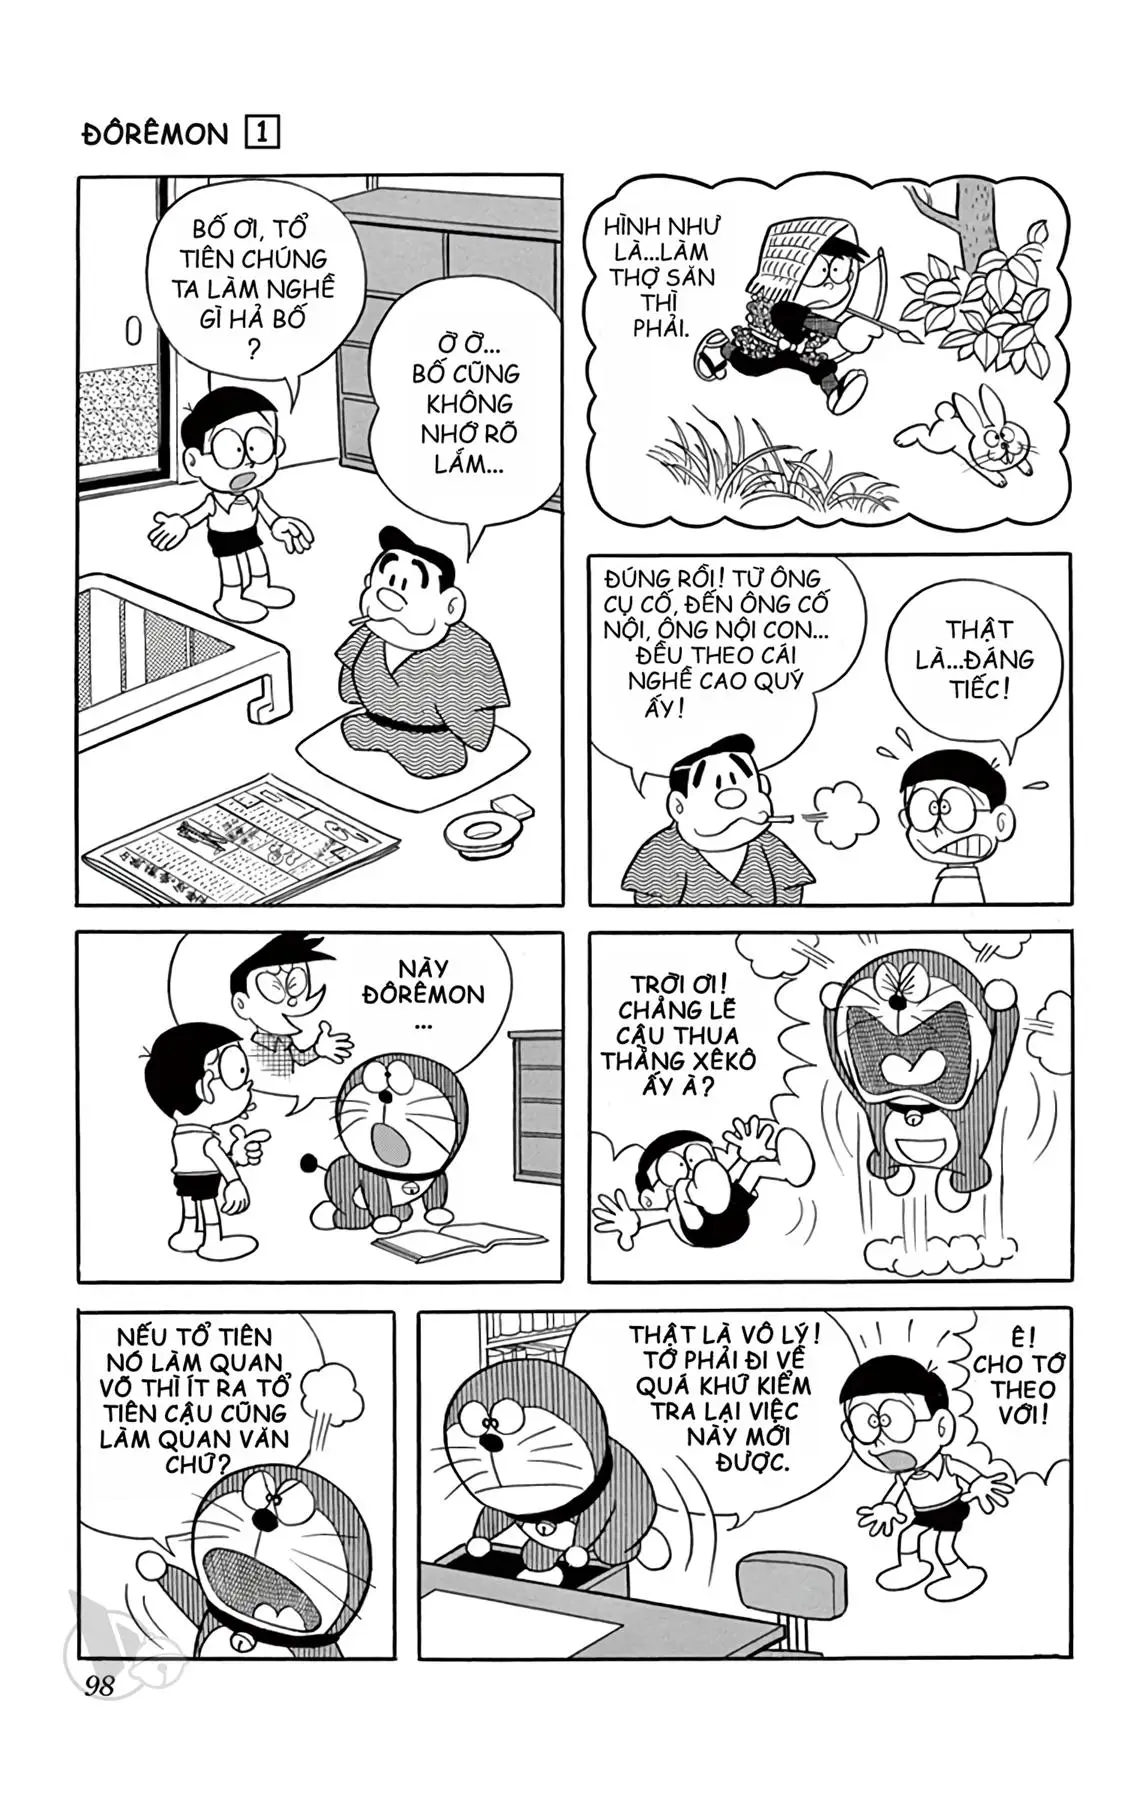 ĐÔRÊMON 1
BỐ ƠI, TỔ
TIÊN CHÚNG
TA LÀM NGHỀ
GÌ HẢ BỐ
?
Ờ Ờ...
BỐ CŨNG
KHÔNG
NHỚ RÕ
LẮM...
HÌNH NHƯ
LÀ...LÀM
THỢ SĂN
THÌ
PHẢI.
ĐÚNG RỒI! TỪ ÔNG
CỤ CỐ, ĐẾN ÔNG CỐ
NỘI, ÔNG NỘI CON...
ĐỀU THEO CÁI
NGHỀ CAO QUÝ
ẤY!
THẬT
LÀ...ĐÁNG
TIẾC!
NÀY
ĐÔRÊMON
...
TRỜI ƠI!
CHẲNG LẼ
CẬU THUA
THẰNG XÊKÔ
ẤY À?
NẾU TỔ TIÊN
NÓ LÀM QUAN
VÕ THÌ ÍT RA TỔ
TIÊN CẬU CŨNG
LÀM QUAN VĂN
CHỨ?
THẬT LÀ VÔ LÝ!
TỚ PHẢI ĐI VỀ
QUÁ KHỨ KIỂM
TRA LẠI VIỆC
NÀY MỚI
ĐƯỢC.
Ê!
CHO TỚ
THEO
VỚI!
98